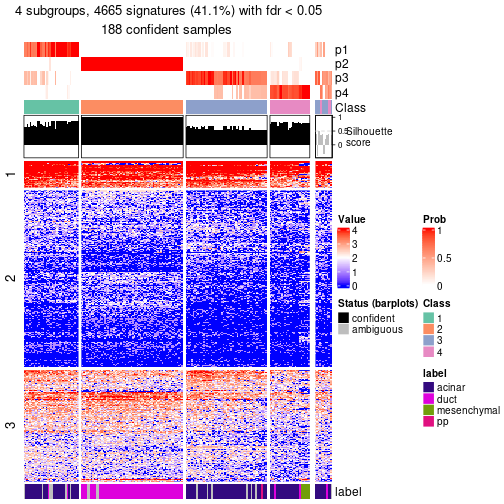 4 subgroups, 4665 signatures (41.1%) with fdr < 0.05
188 confident samples
p1
p2
p3
p4
Class
1
0.5
0
Silhouette
score
1
2
3
label
Value
4
3
2
1
0
Prob
1
0.5
0
Status (barplots)
confident
ambiguous
Class
1
2
3
4
label
acinar
duct
mesenchymal
pp